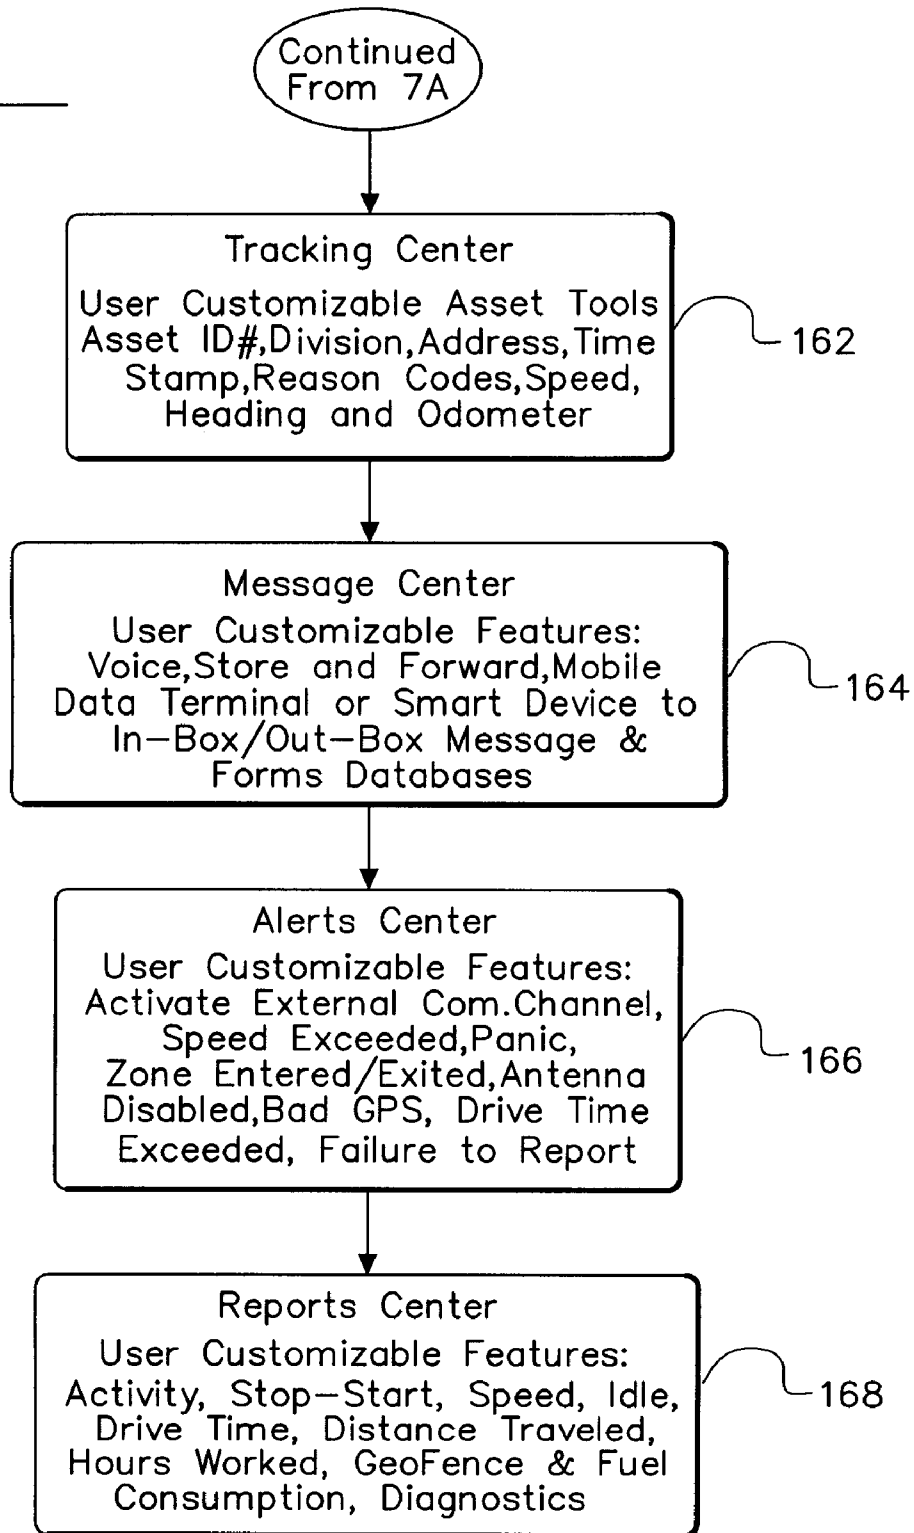 Continued
From 7A
Tracking Center
User Customizable Asset Tools
Asset ID#,Division,Address,Time
Stamp,Reason Codes,Speed,
Heading and Odometer
162
Message Center
User Customizable Features:
Voice,Store and Forward,Mobile
Data Terminal or Smart Device to
In-Box/Out-Box Message &
Forms Databases
164
Alerts Center
User Customizable Features:
Activate External Com.Channel,
Speed Exceeded,Panic,
Zone Entered/Exited,Antenna
Disabled,Bad GPS, Drive Time
Exceeded, Failure to Report
166
Reports Center
User Customizable Features:
Activity, Stop-Start, Speed, Idle,
Drive Time, Distance Traveled,
Hours Worked, GeoFence & Fuel
Consumption, Diagnostics
168